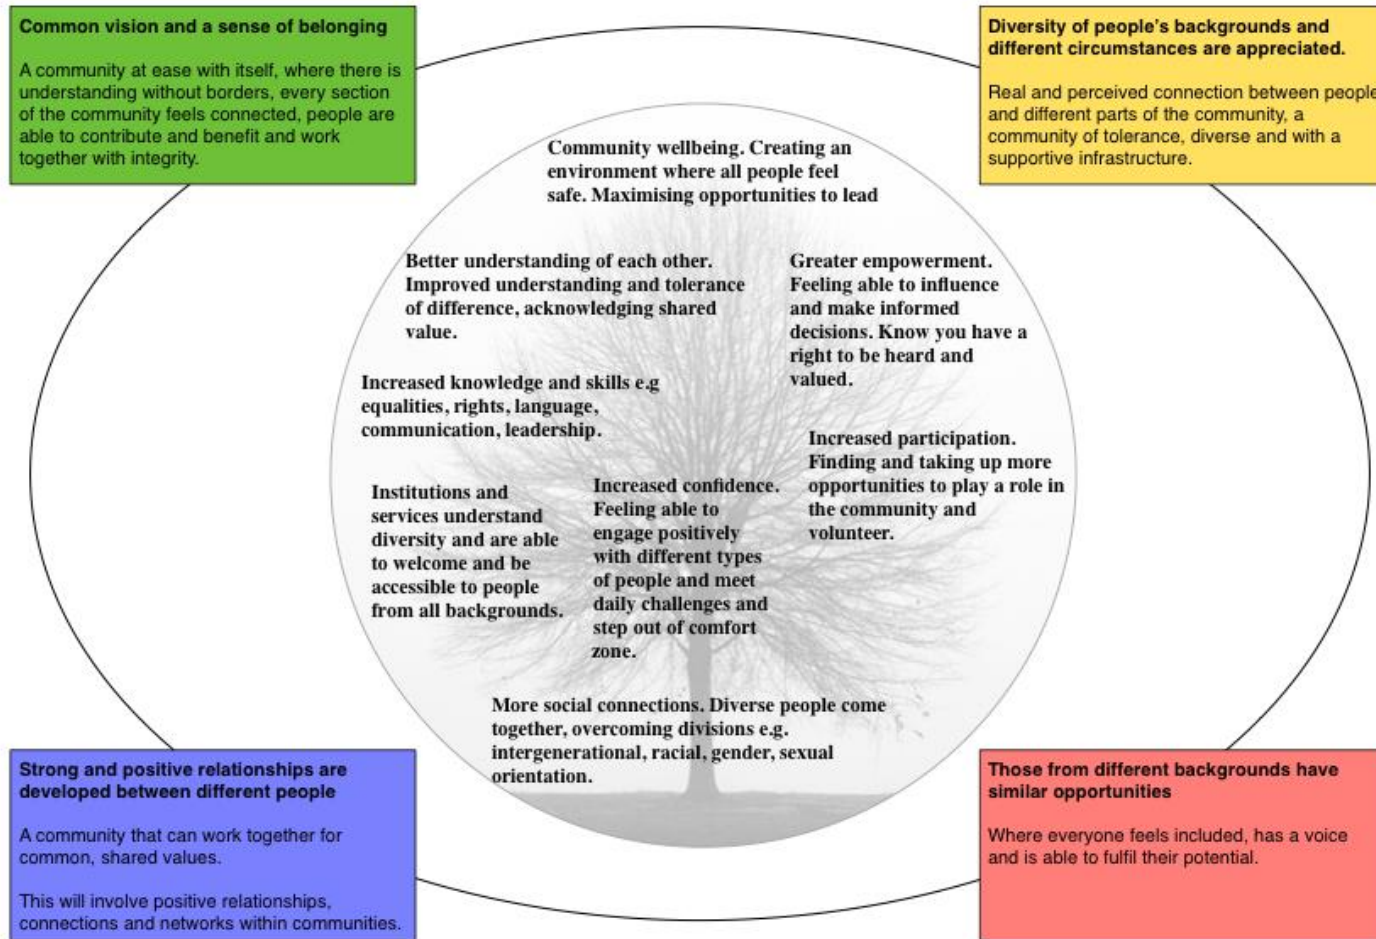 Common vision and a sense of belonging
A community at ease with itself, where there is
understanding without borders, every section
of the community feels connected, people are
able to contribute and benefit and work
together with integrity.
Diversity of people's backgrounds and
different circumstances are appreciated.
Real and perceived connection between people
and different parts of the community, a
community of tolerance, diverse and with a
supportive infrastructure.
Community wellbeing. Creating an
environment where all people feel
safe. Maximising opportunities to lead
Better understanding of each other.
Improved understanding and tolerance
of difference, acknowledging shared
value.
Greater empowerment.
Feeling able to influence
and make informed
decisions. Know you have a
right to be heard and
valued.
Increased knowledge and skills e.g
equalities, rights, language,
communication, leadership.
Increased participation.
Finding and taking up more
opportunities to play a role in
the community and
volunteer.
Institutions and
services understand
diversity and are able
to welcome and be
accessible to people
from all backgrounds.
Increased confidence.
Feeling able to
engage positively
with different types
of people and meet
daily challenges and
step out of comfort
zone.
More social connections. Diverse people come
together, overcoming divisions e.g.
intergenerational, racial, gender, sexual
orientation.
Strong and positive relationships are
developed between different people
A community that can work together for
common, shared values.
This will involve positive relationships,
connections and networks within communities.
Those from different backgrounds have
similar opportunities
Where everyone feels included, has a voice
and is able to fulfil their potential.